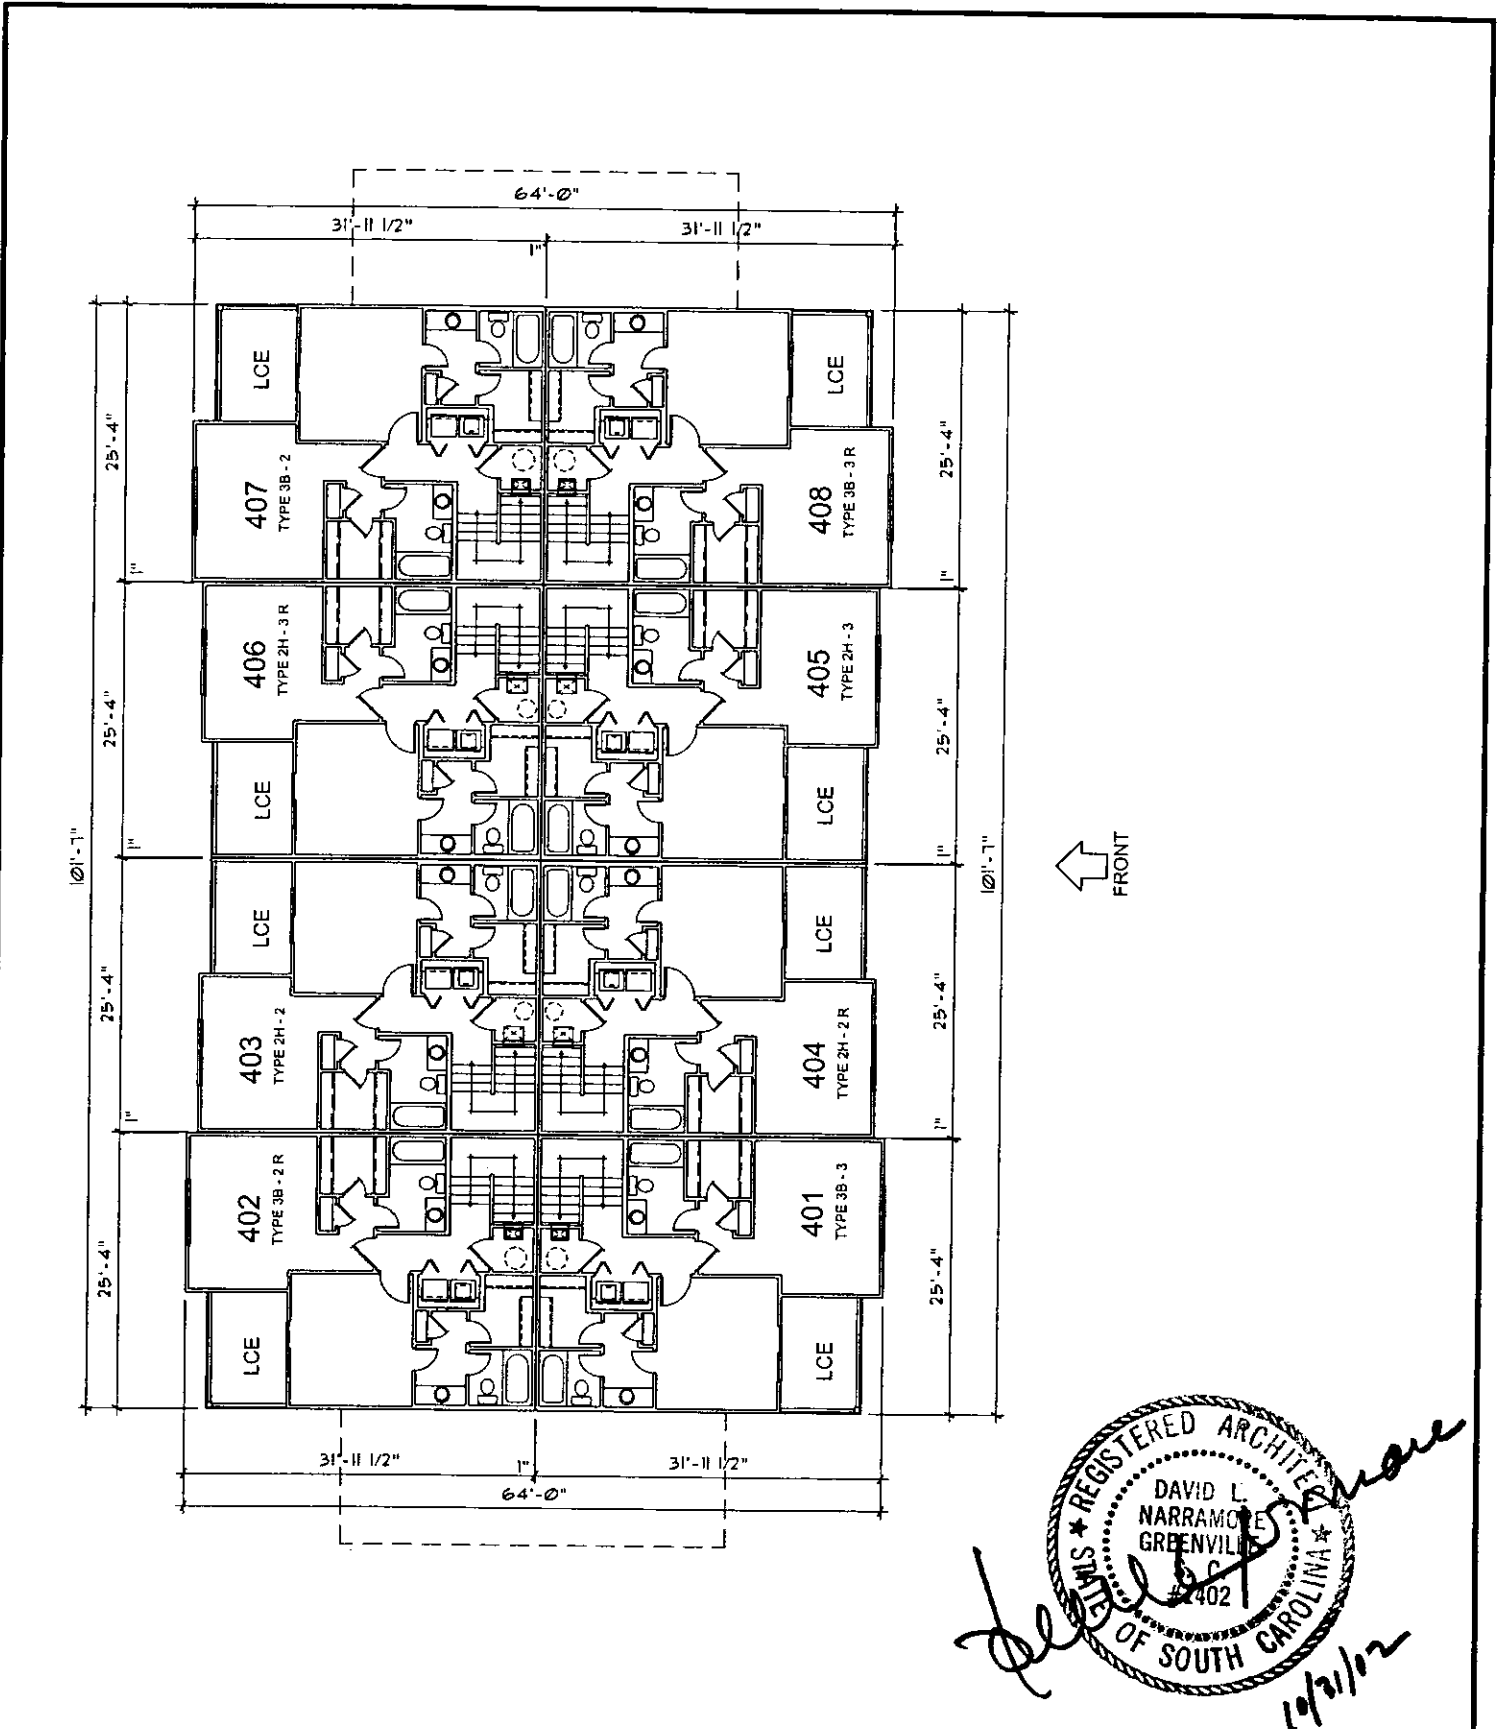 64'-0"
31'-11 1/2"
31'-11 1/2"
1"
LCE
LCE
25'-4"
25'-4"
407
TYPE 3B - 2
408
TYPE 3B - 3 R
1"
1"
406
TYPE 2H - 3 R
405
TYPE 2H - 3
25'-4"
25'-4"
LCE
LCE
1"
1"
101'-7"
101'-7"
FRONT
LCE
LCE
25'-4"
25'-4"
403
TYPE 2H - 2
404
TYPE 2H - 2 R
1"
1"
402
TYPE 3B - 2 R
401
TYPE 3B - 3
25'-4"
25'-4"
LCE
LCE
31'-11 1/2"
1"
31'-11 1/2"
64'-0"
REGISTERED ARCHITECT
STATE OF SOUTH CAROLINA
DAVID L.
NARRAMORE
GREENVILLE
10/31/02